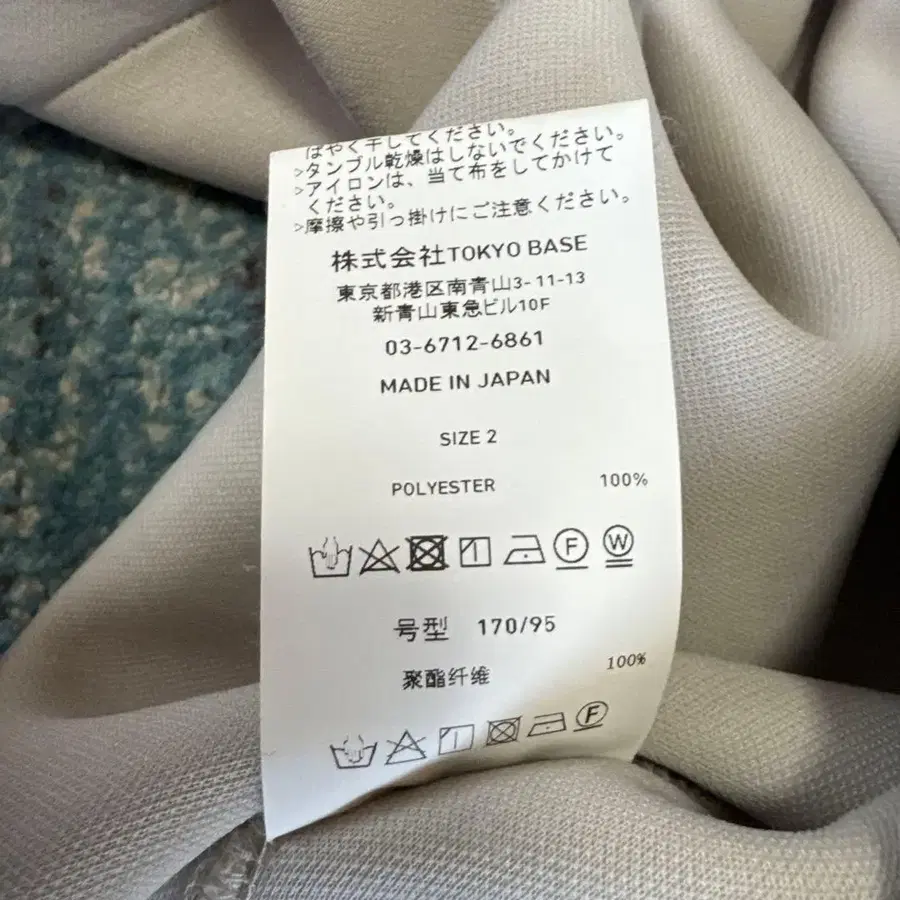 ばやく干してください。
>タンブル乾燥はしないでください。
>アイロンは、当て布をしてかけて
ください。
>摩擦や引っ掛けにご注意ください。
株式会社TOKYO BASE
東京都港区南青山3-11-13
新青山東急ビル10F
03-6712-6861
MADE IN JAPAN
SIZE 2
POLYESTER 100%
F W
号型 170/95
聚酯纤维 100%
F